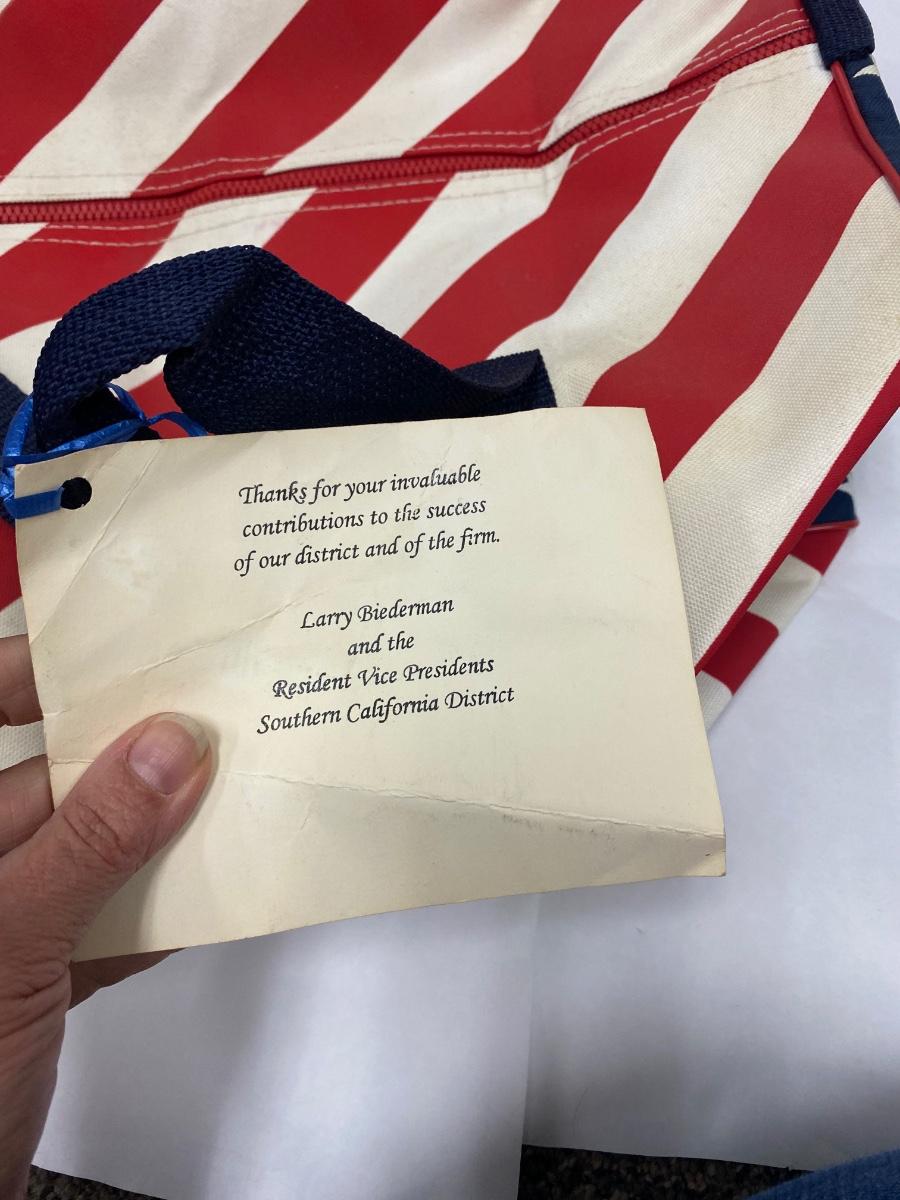 Thanks for your invaluable
contributions to the success
of our district and of the firm.
Larry Biederman
and the
Resident Vice Presidents
Southern California District